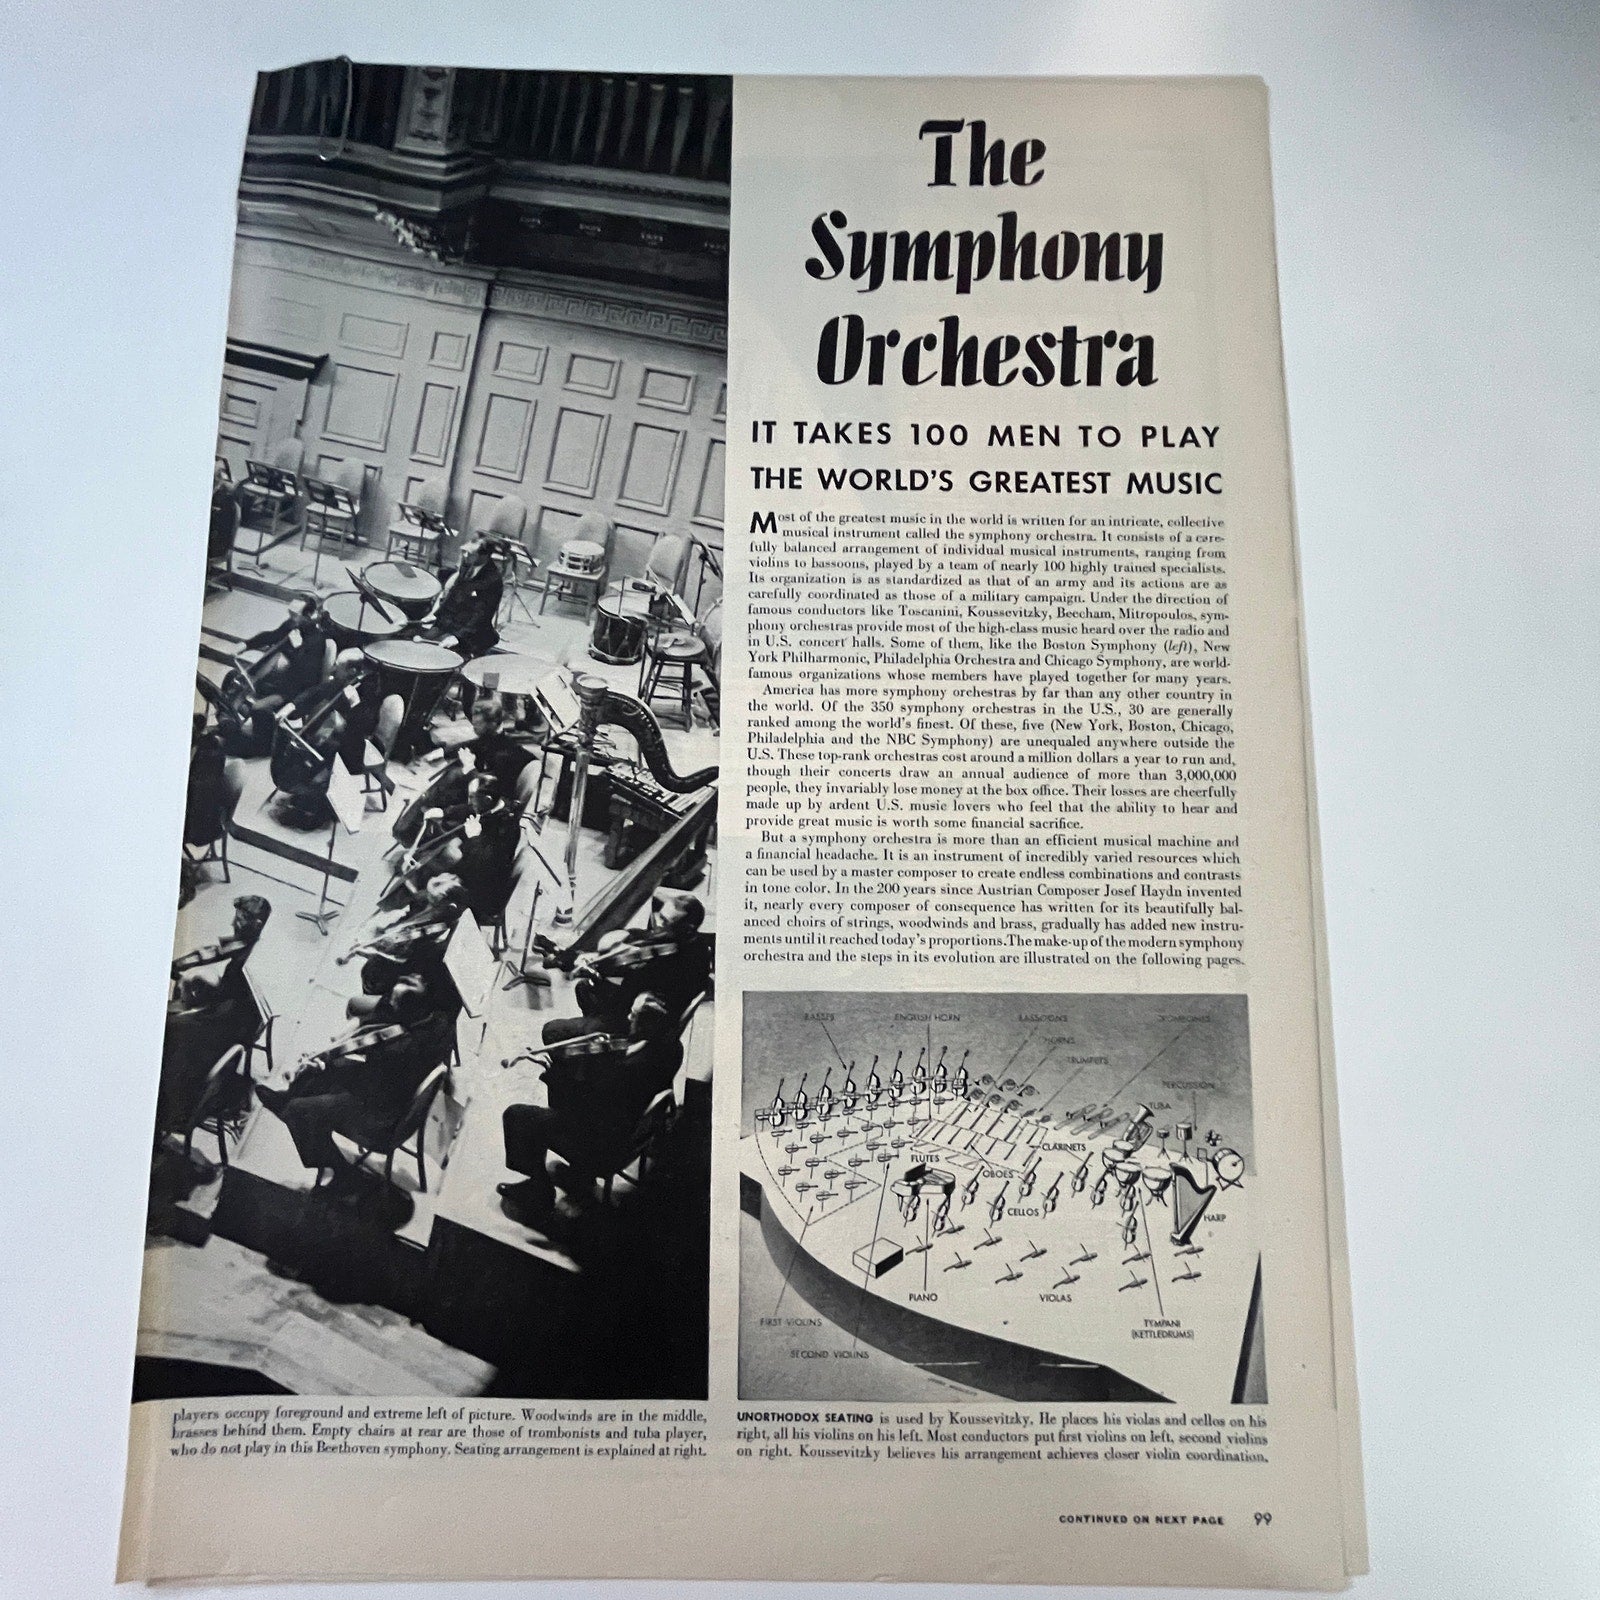 The
Symphony
Orchestra
IT TAKES 100 MEN TO PLAY
THE WORLD'S GREATEST MUSIC
Most of the greatest music in the world is written for an intricate, collective
musical instrument called the symphony orchestra. It consists of a care-
fully balanced arrangement of individual musical instruments, ranging from
violins to bassoons, played by a team of nearly 100 highly trained specialists.
Its organization is as standardized as that of an army and its actions are as
carefully coordinated as those of a military campaign. Under the direction of
famous conductors like Toscanini, Koussevitzky, Beecham, Mitropoulos, sym-
phony orchestras provide most of the high-class music heard over the radio and
in U.S. concert halls. Some of them, like the Boston Symphony (left), New
York Philharmonic, Philadelphia Orchestra and Chicago Symphony, are world-
famous organizations whose members have played together for many years.
America has more symphony orchestras by far than any other country in
the world. Of the 350 symphony orchestras in the U.S., 30 are generally
ranked among the world's finest. Of these, five (New York, Boston, Chicago,
Philadelphia and the NBC Symphony) are unequaled anywhere outside the
U.S. These top-rank orchestras cost around a million dollars a year to run and,
though their concerts draw an annual audience of more than 3,000,000
people, they invariably lose money at the box office. Their losses are cheerfully
made up by ardent U.S. music lovers who feel that the ability to hear and
provide great music is worth some financial sacrifice.
But a symphony orchestra is more than an efficient musical machine and
a financial headache. It is an instrument of incredibly varied resources which
can be used by a master composer to create endless combinations and contrasts
in tone color. In the 200 years since Austrian Composer Josef Haydn invented
it, nearly every composer of consequence has written for its beautifully bal-
anced choirs of strings, woodwinds and brass, gradually has added new instru-
ments until it reached today's proportions. The make-up of the modern symphony
orchestra and the steps in its evolution are illustrated on the following pages.
BASSES
ENGLISH HORN
BASSOONS
TROMBONES
HORNS
TRUMPETS
PERCUSSION
TUBA
CLARINETS
FLUTES
OBOES
CELLOS
HARP
PIANO
VIOLAS
FIRST VIOLINS
TYMPANI
(KETTLEDRUMS)
SECOND VIOLINS
players occupy foreground and extreme left of picture. Woodwinds are in the middle,
brasses behind them. Empty chairs at rear are those of trombonists and tuba player,
who do not play in this Beethoven symphony. Seating arrangement is explained at right.
UNORTHODOX SEATING is used by Koussevitzky. He places his violas and cellos on his
right, all his violins on his left. Most conductors put first violins on left, second violins
on right. Koussevitzky believes his arrangement achieves closer violin coordination.
CONTINUED ON NEXT PAGE 99